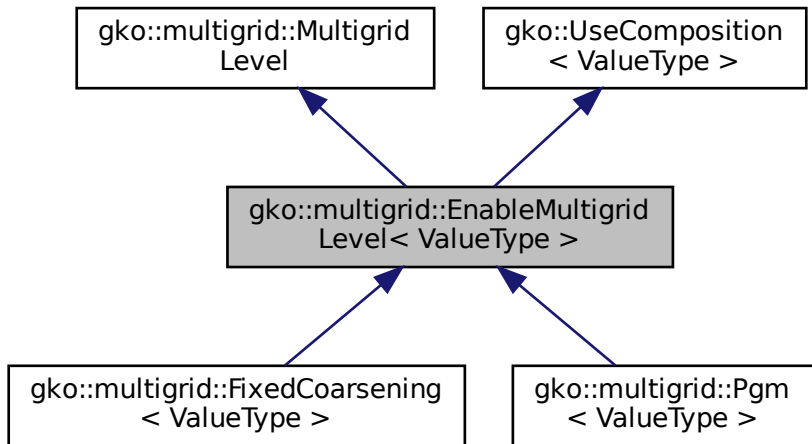 gko::multigrid::Multigrid
Level
gko::UseComposition
< ValueType >
gko::multigrid::EnableMultigrid
Level< ValueType >
gko::multigrid::FixedCoarsening
< ValueType >
gko::multigrid::Pgm
< ValueType >